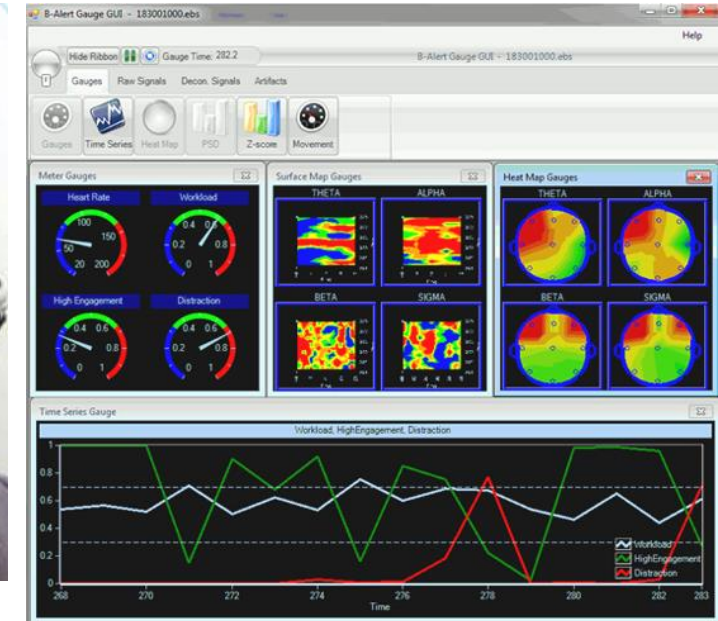 B-Alert Gauge GUI - 183001000.ebs
Help
Hide Ribbon Gauge Time: 282.2 B-Alert Gauge GUI - 183001000.ebs
Gauges Raw Signals Decon. Signals Artifacts
Gauges Time Series Heat Map PSD Z-score Movement
Meter Gauges
Heart Rate
100
50 150
20 200
Workload
0.4 0.6
0.2 0.8
0 1
High Engagement
0.4 0.6
0.2 0.8
0 1
Distraction
0.4 0.6
0.2 0.8
0 1
Surface Map Gauges
THETA ALPHA
BETA SIGMA
Heat Map Gauges
THETA ALPHA
BETA SIGMA
Time Series Gauge
Workload, HighEngagement, Distraction
1
0.8
0.6
0.4
0.2
0
268 270 272 274 276 278 280 282 283
Time
Workload
HighEngagement
Distraction